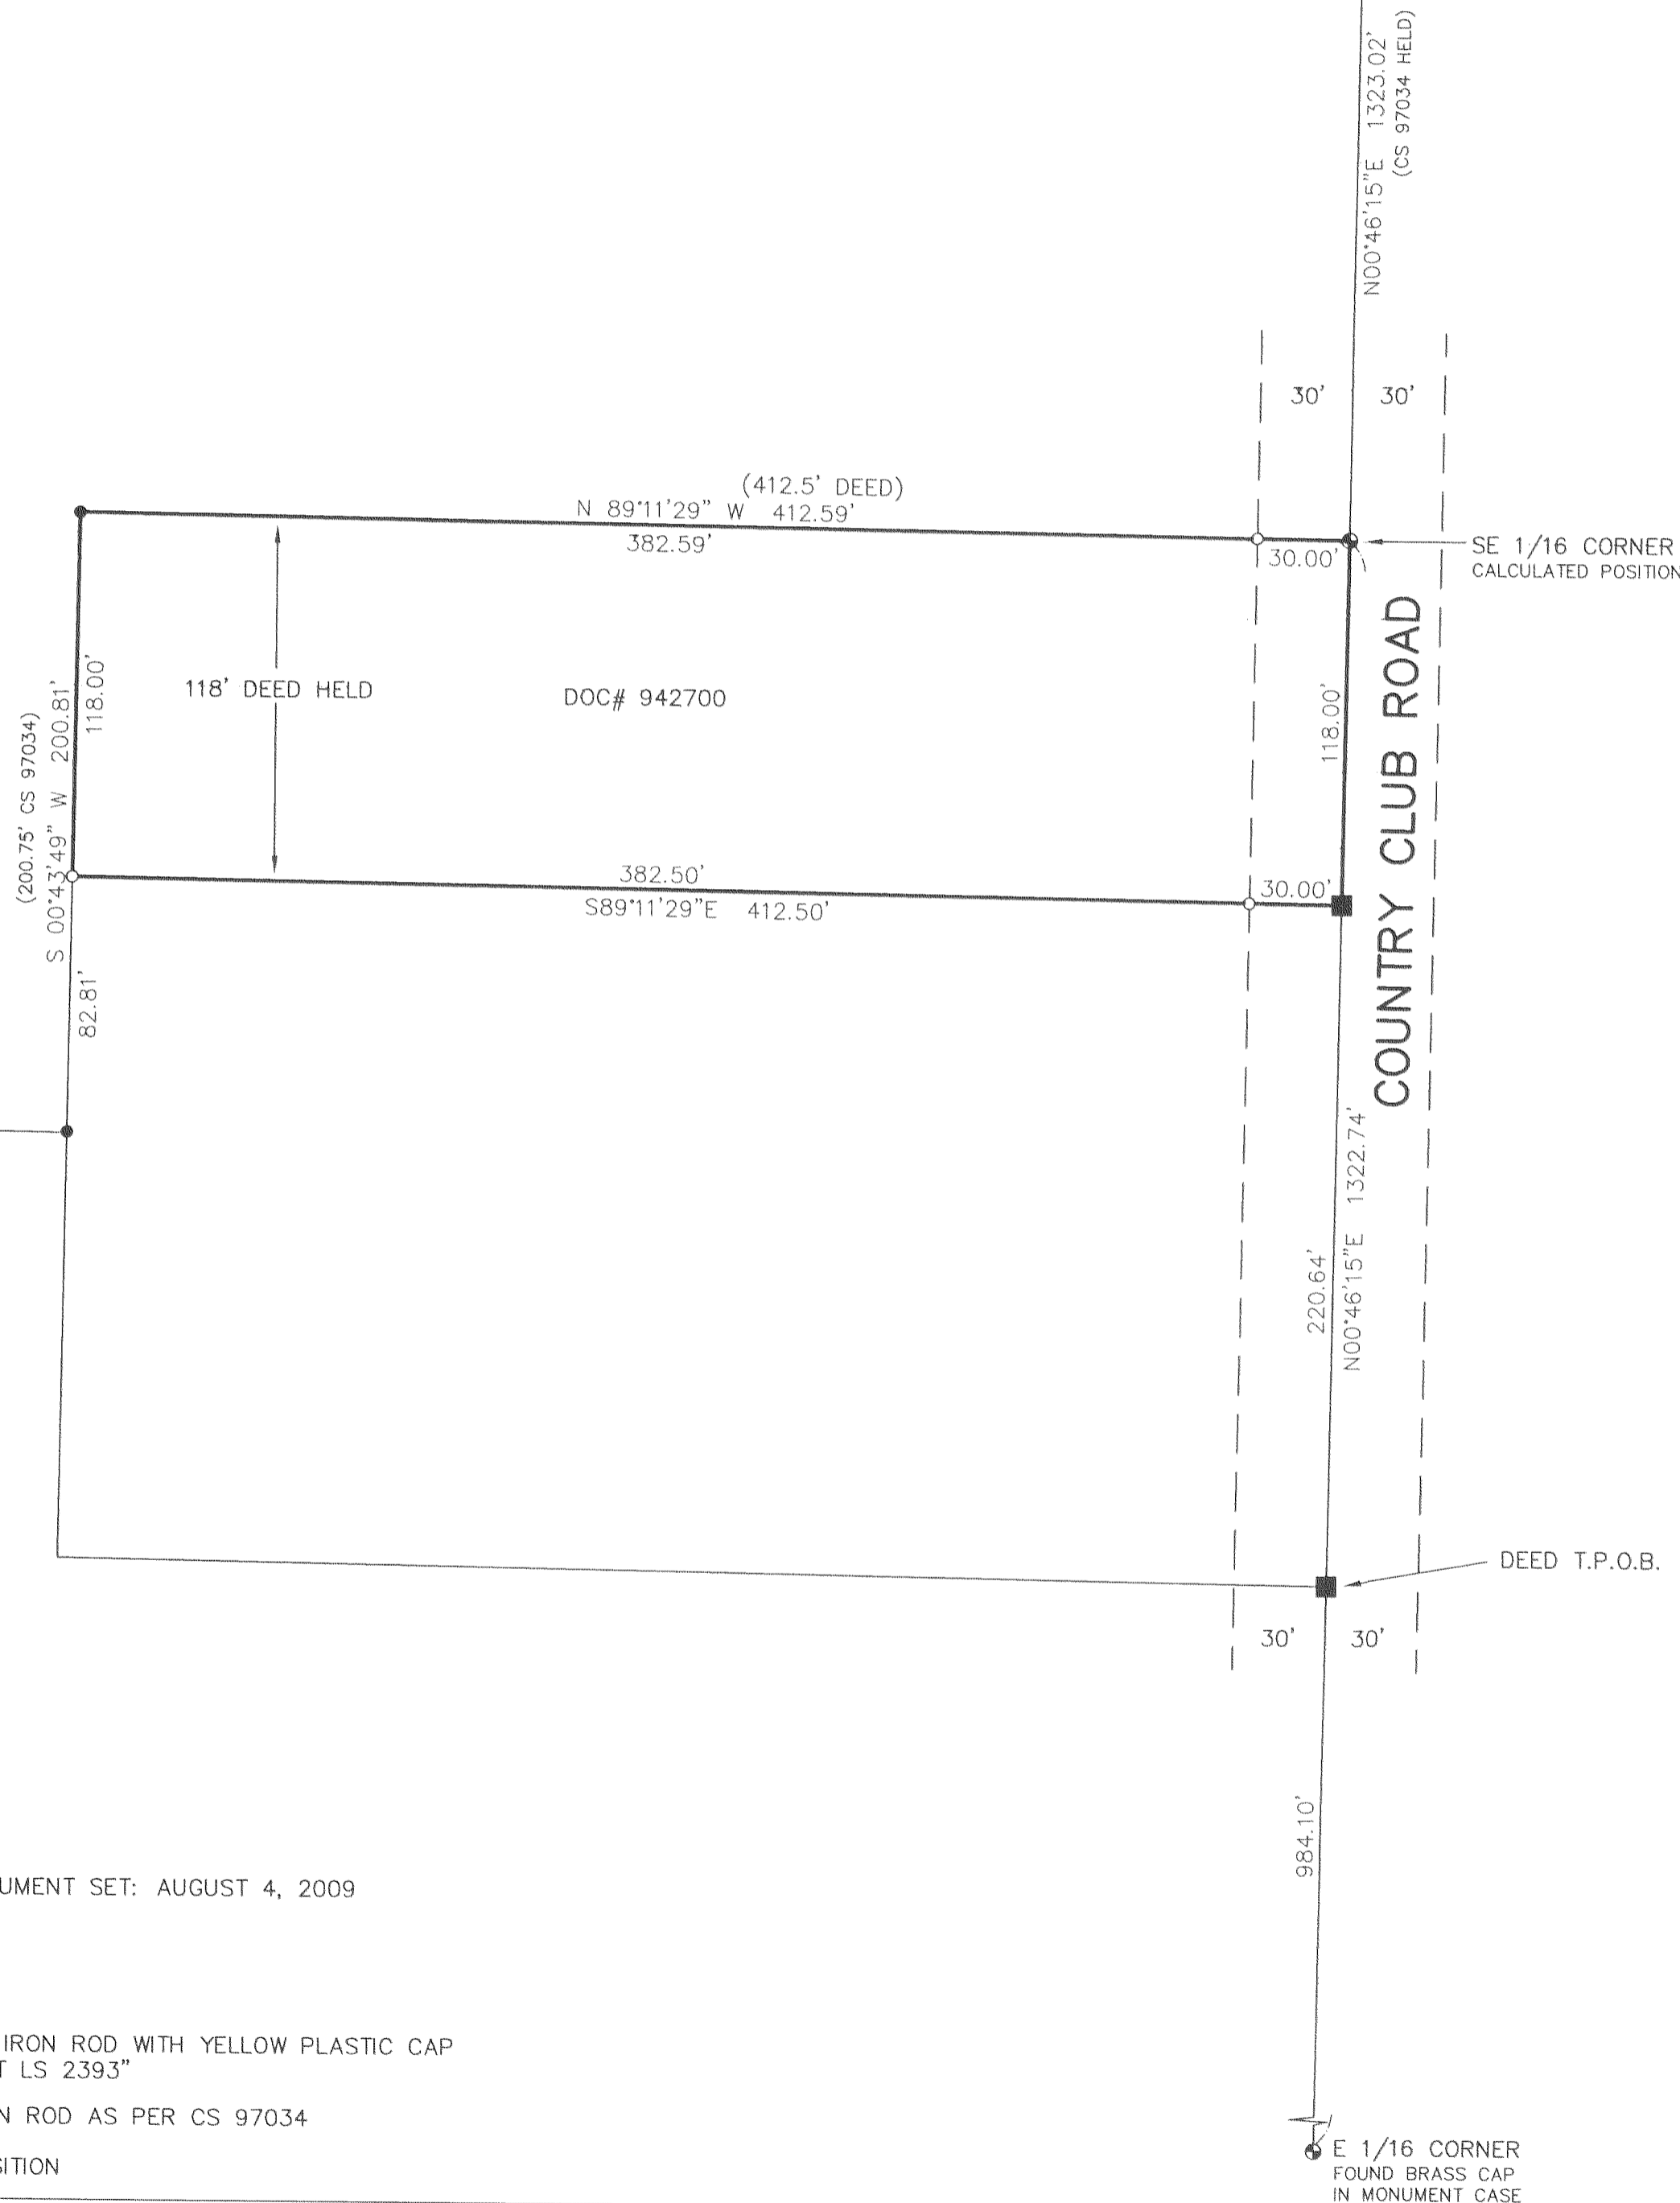 N00°46'15"E 1323.02'
(CS 97034 HELD)
30' 30'
(412.5' DEED)
N 89°11'29" W 412.59'
382.59'
30.00'
SE 1/16 CORNER
CALCULATED POSITION
118' DEED HELD
DOC# 942700
(200.75' CS 97034)
S 00°43'49" W 200.81'
118.00'
118.00'
COUNTRY CLUB ROAD
382.50'
30.00'
S89°11'29"E 412.50'
82.81'
220.64'
N00°46'15"E 1322.74'
DEED T.P.O.B.
30' 30'
984.10'
UMENT SET: AUGUST 4, 2009
IRON ROD WITH YELLOW PLASTIC CAP
T LS 2393"
N ROD AS PER CS 97034
SITION
E 1/16 CORNER
FOUND BRASS CAP
IN MONUMENT CASE